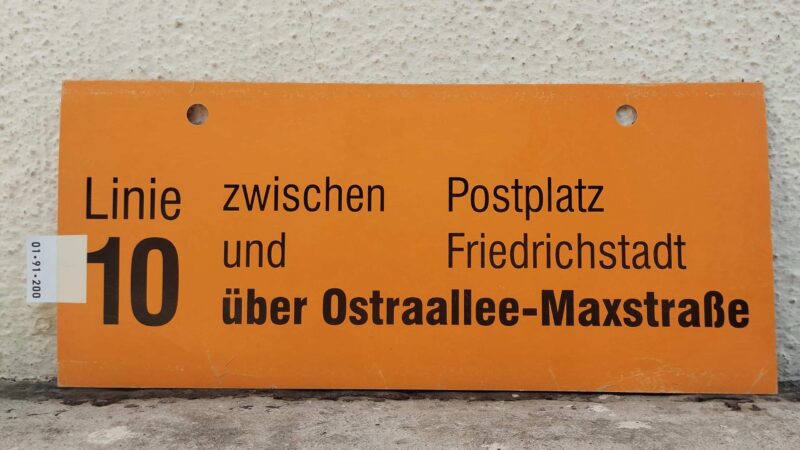 Linie zwischen Postplatz
10 und Friedrichstadt
über Ostraallee-Maxstraße
01·91·200